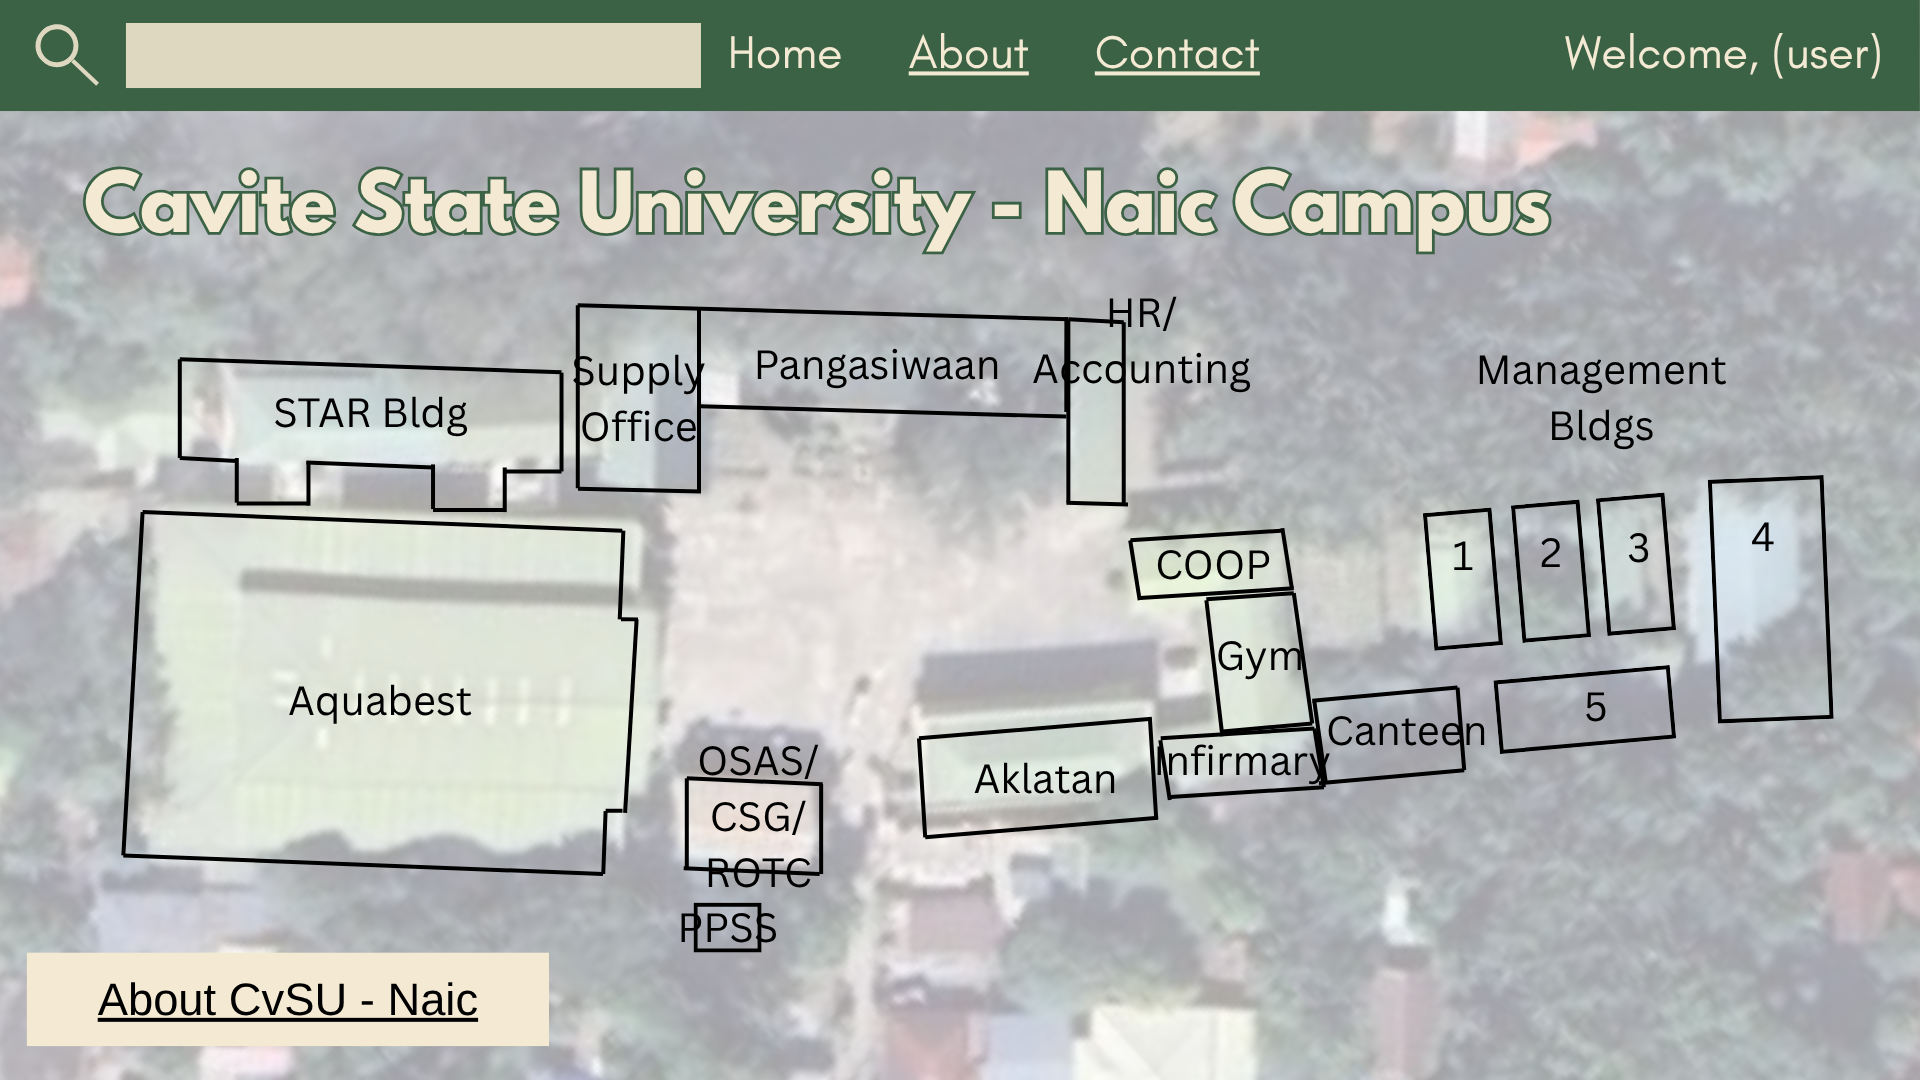 Home About Contact Welcome, (user)
Cavite State University - Naic Campus
HR/
Accounting
Supply
Office
Pangasiwaan
STAR Bldg
Management
Bldgs
COOP
1
2
3
4
5
Gym
Aquabest
Canteen
Infirmary
Aklatan
OSAS/
CSG/
ROTC
PPSS
About CvSU - Naic